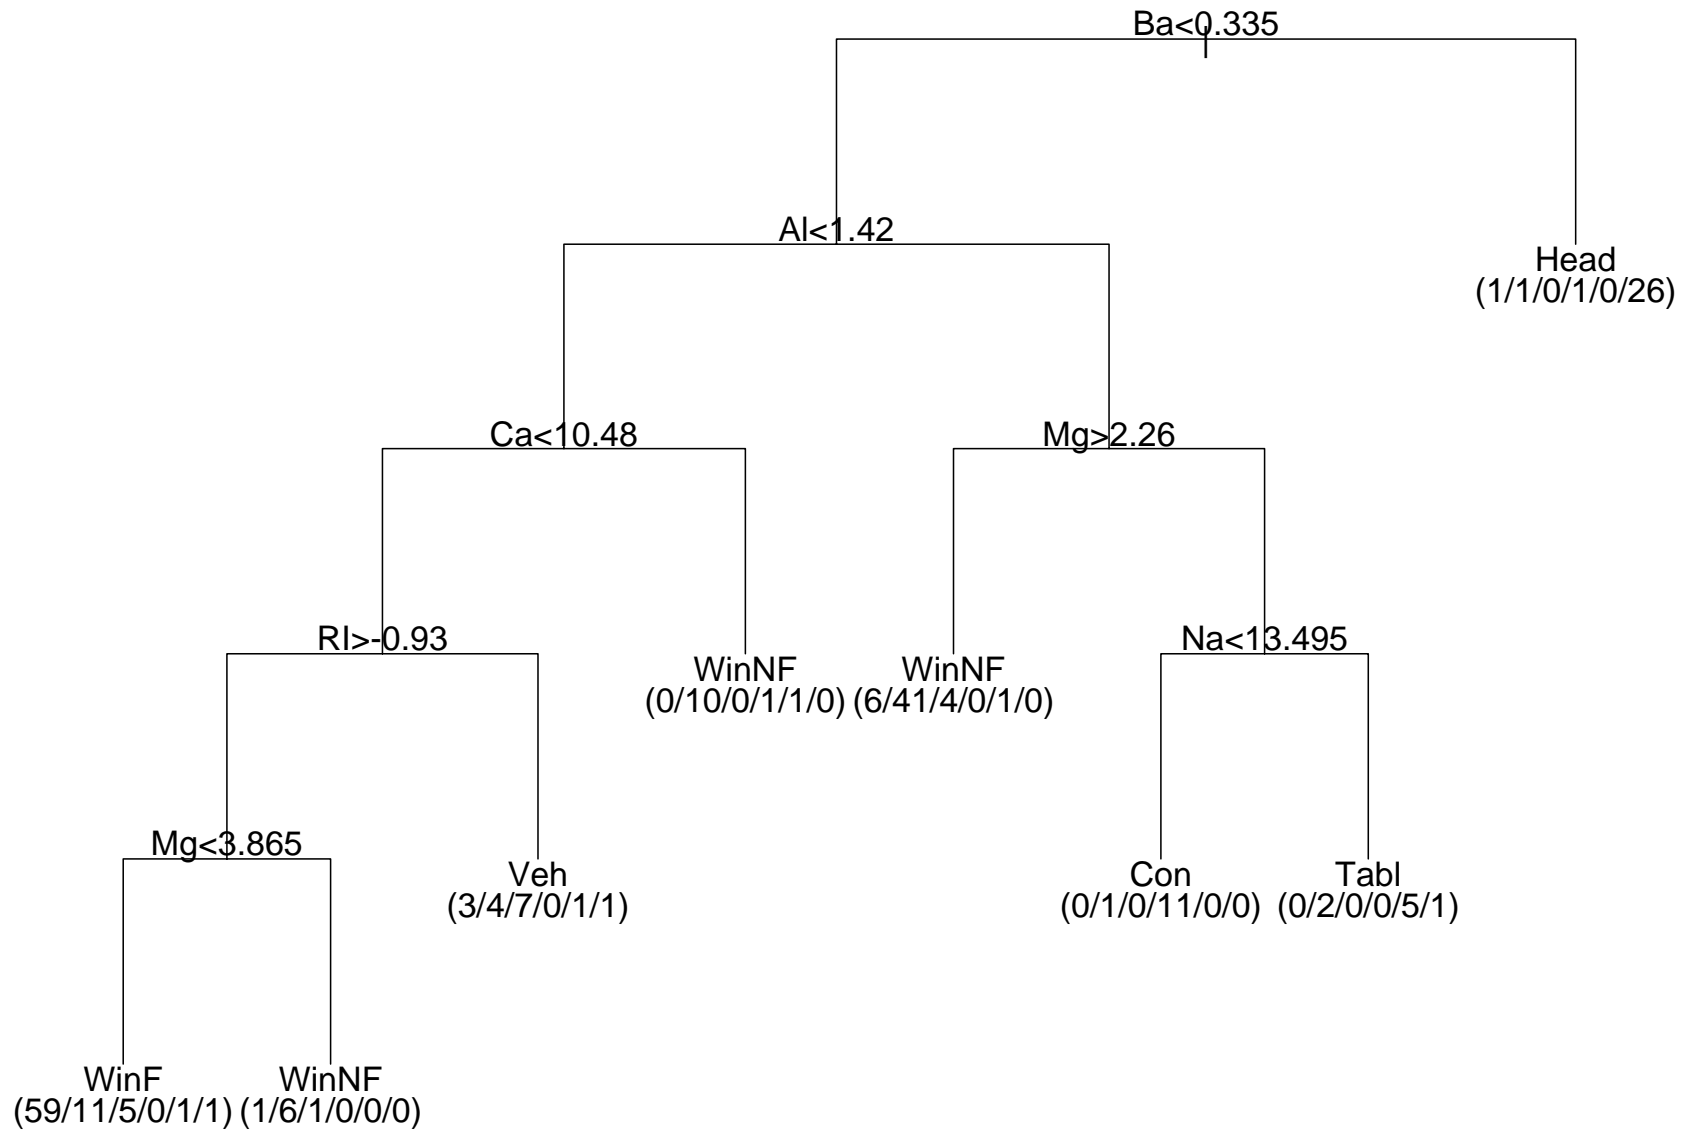 Ba<0.335
Al<1.42
Head
(1/1/0/1/0/26)
Ca<10.48
Mg>2.26
RI>-0.93
WinNF
(0/10/0/1/1/0)
WinNF
(6/41/4/0/1/0)
Na<13.495
Mg<3.865
Veh
(3/4/7/0/1/1)
Con
(0/1/0/11/0/0)
Tabl
(0/2/0/0/5/1)
WinF
(59/11/5/0/1/1)
WinNF
(1/6/1/0/0/0)